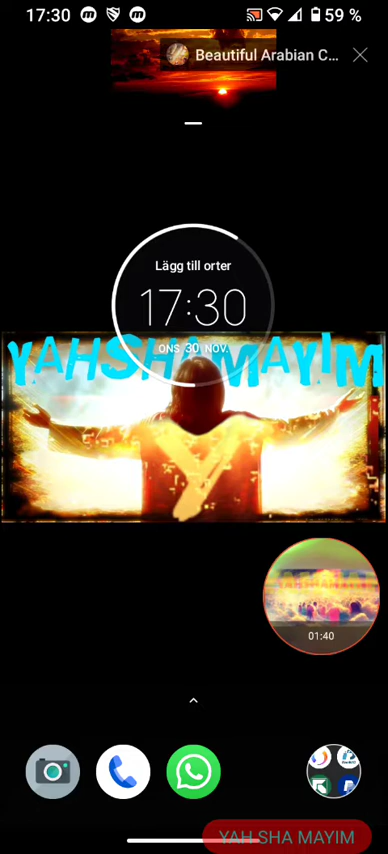 17:30
59 %
Beautiful Arabian C...
Lägg till orter
17:30
ONS 30 NOV.
YAHSHA MAYIM
01:40
YAH SHA MAYIM